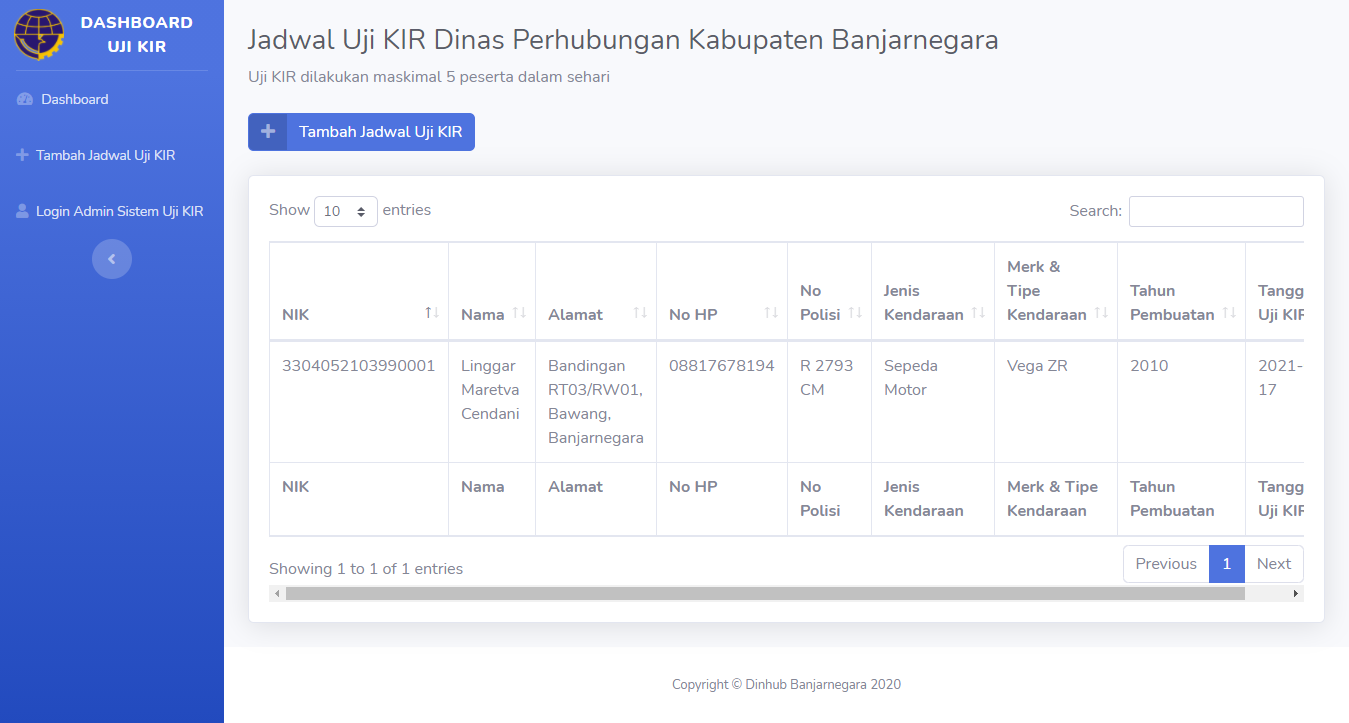 DASHBOARD
UJI KIR
Dashboard
Tambah Jadwal Uji KIR
Login Admin Sistem Uji KIR
Jadwal Uji KIR Dinas Perhubungan Kabupaten Banjarnegara
Uji KIR dilakukan maskimal 5 peserta dalam sehari
Tambah Jadwal Uji KIR
Show 10 entries
Search:
NIK
Nama
Alamat
No HP
No
Polisi
Jenis
Kendaraan
Merk &
Tipe
Kendaraan
Tahun
Pembuatan
Tangg
Uji KIR
3304052103990001
Linggar
Maretva
Cendani
Bandingan
RT03/RW01,
Bawang,
Banjarnegara
08817678194
R 2793
CM
Sepeda
Motor
Vega ZR
2010
2021-
17
NIK
Nama
Alamat
No HP
No
Polisi
Jenis
Kendaraan
Merk & Tipe
Kendaraan
Tahun
Pembuatan
Tangg
Uji KIR
Showing 1 to 1 of 1 entries
Previous 1 Next
Copyright © Dinhub Banjarnegara 2020